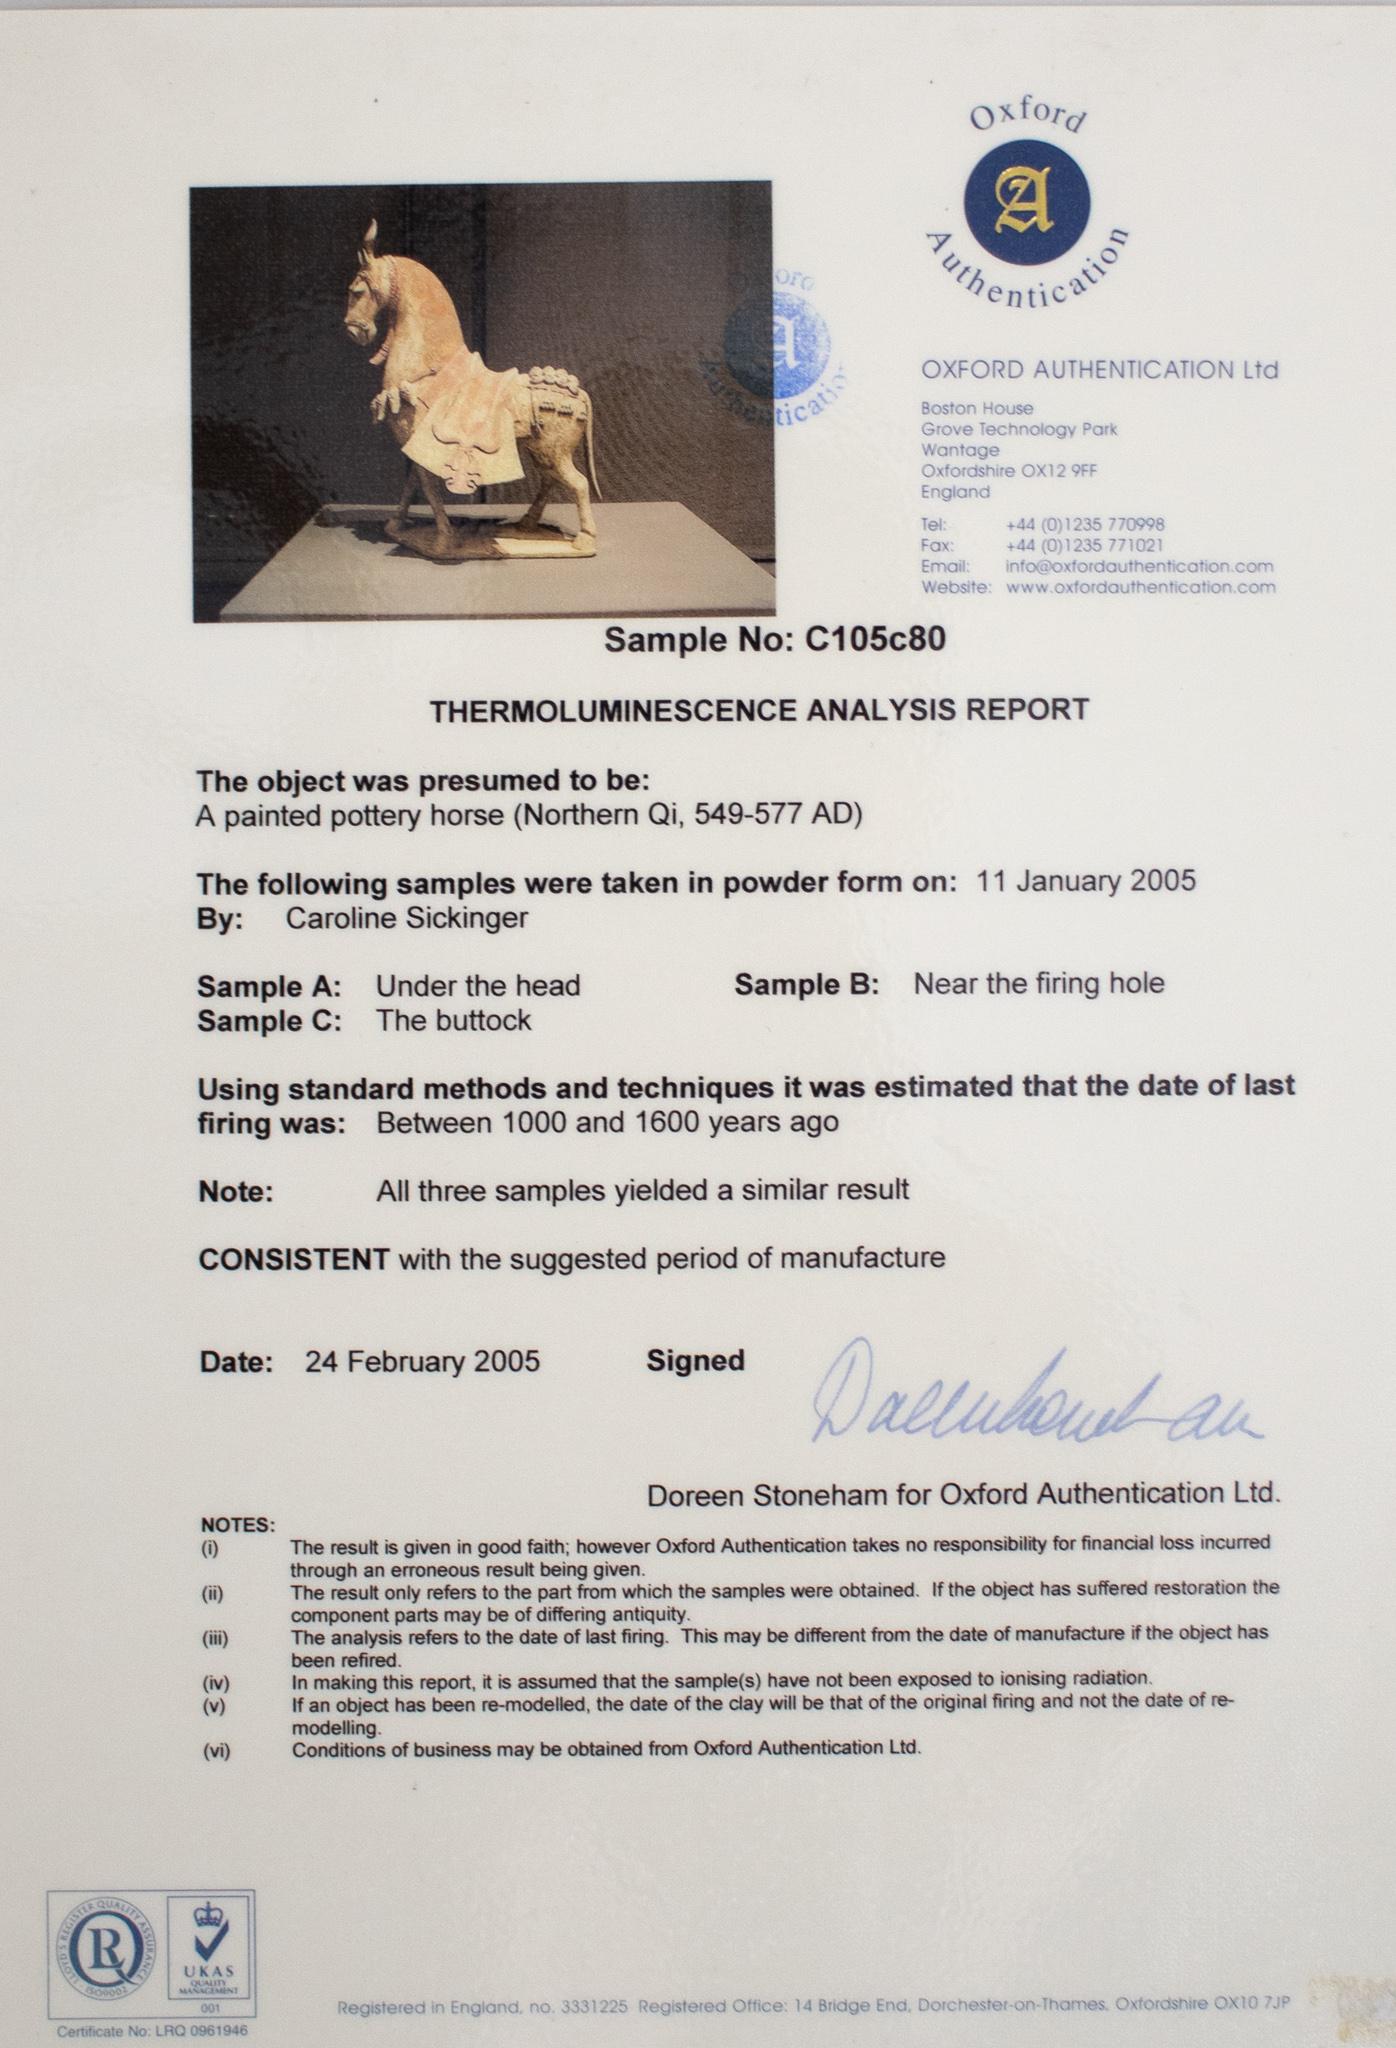 Oxford
A
Authentication
Oxford
A
Authentication
OXFORD AUTHENTICATION Ltd
Boston House
Grove Technology Park
Wantage
Oxfordshire OX12 9FF
England
Tel: +44 (0)1235 770998
Fax: +44 (0)1235 771021
Email: info@oxfordauthentication.com
Website: www.oxfordauthentication.com
Sample No: C105c80
THERMOLUMINESCENCE ANALYSIS REPORT
The object was presumed to be:
A painted pottery horse (Northern Qi, 549-577 AD)
The following samples were taken in powder form on: 11 January 2005
By: Caroline Sickinger
Sample A: Under the head Sample B: Near the firing hole
Sample C: The buttock
Using standard methods and techniques it was estimated that the date of last
firing was: Between 1000 and 1600 years ago
Note: All three samples yielded a similar result
CONSISTENT with the suggested period of manufacture
Date: 24 February 2005 Signed
Doreen Stoneham for Oxford Authentication Ltd.
NOTES:
(i) The result is given in good faith; however Oxford Authentication takes no responsibility for financial loss incurred
through an erroneous result being given.
(ii) The result only refers to the part from which the samples were obtained. If the object has suffered restoration the
component parts may be of differing antiquity.
(iii) The analysis refers to the date of last firing. This may be different from the date of manufacture if the object has
been refired.
(iv) In making this report, it is assumed that the sample(s) have not been exposed to ionising radiation.
(v) If an object has been re-modelled, the date of the clay will be that of the original firing and not the date of re-
modelling.
(vi) Conditions of business may be obtained from Oxford Authentication Ltd.
LLOYD'S REGISTER QUALITY ASSURANCE
ISO9002
UKAS
QUALITY
MANAGEMENT
001
Certificate No: LRQ 0961946
Registered in England, no. 3331225 Registered Office: 14 Bridge End, Dorchester-on-Thames, Oxfordshire OX10 7JP